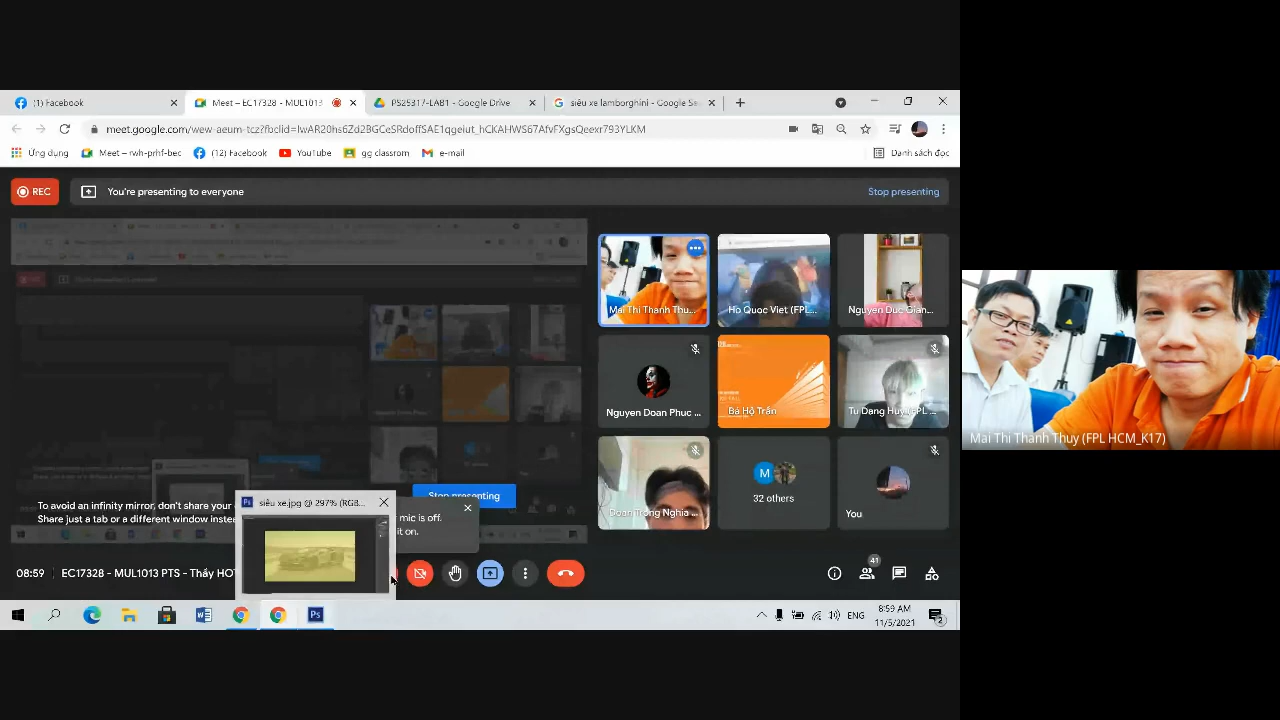 (1) Facebook
Meet – EC17328 - MUL1013
PS25317-LAB1 - Google Drive
siêu xe lamborghini - Google Se
meet.google.com/wew-aeum-tcz?
Ứng dụng
Meet – rwh-prhf-bec
(12) Facebook
YouTube
gg classrom
e-mail
Danh sách đọc
REC
You're presenting to everyone
Stop presenting
Mai Thi Thanh Thu...
Ho Quoc Viet (FPL...
Nguyen Duc Gian...
Nguyen Doan Phuc ...
Bá Hộ Trần
Tu Dang Huy (FPL ...
Doan Trong Nghia ...
M
32 others
You
To avoid an infinity mirror, don't share your
Share just a tab or a different window inste
Stop presenting
siêu xe.jpg @ 297% (RGB...
mic is off.
it on.
08:59
EC17328 - MUL1013 PTS - Thầy HO
41
ENG
8:59 AM
11/5/2021
2
Mai Thi Thanh Thuy (FPL HCM_K17)